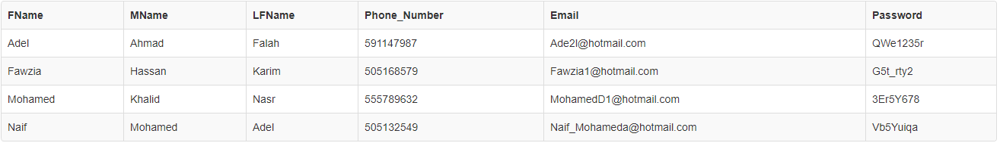 FName MName LFName Phone_Number Email Password
Adel Ahmad Falah 591147987 Ade2l@hotmail.com QWe1235r
Fawzia Hassan Karim 505168579 Fawzia1@hotmail.com G5t_rty2
Mohamed Khalid Nasr 555789632 MohamedD1@hotmail.com 3Er5Y678
Naif Mohamed Adel 505132549 Naif_Mohameda@hotmail.com Vb5Yuiqa